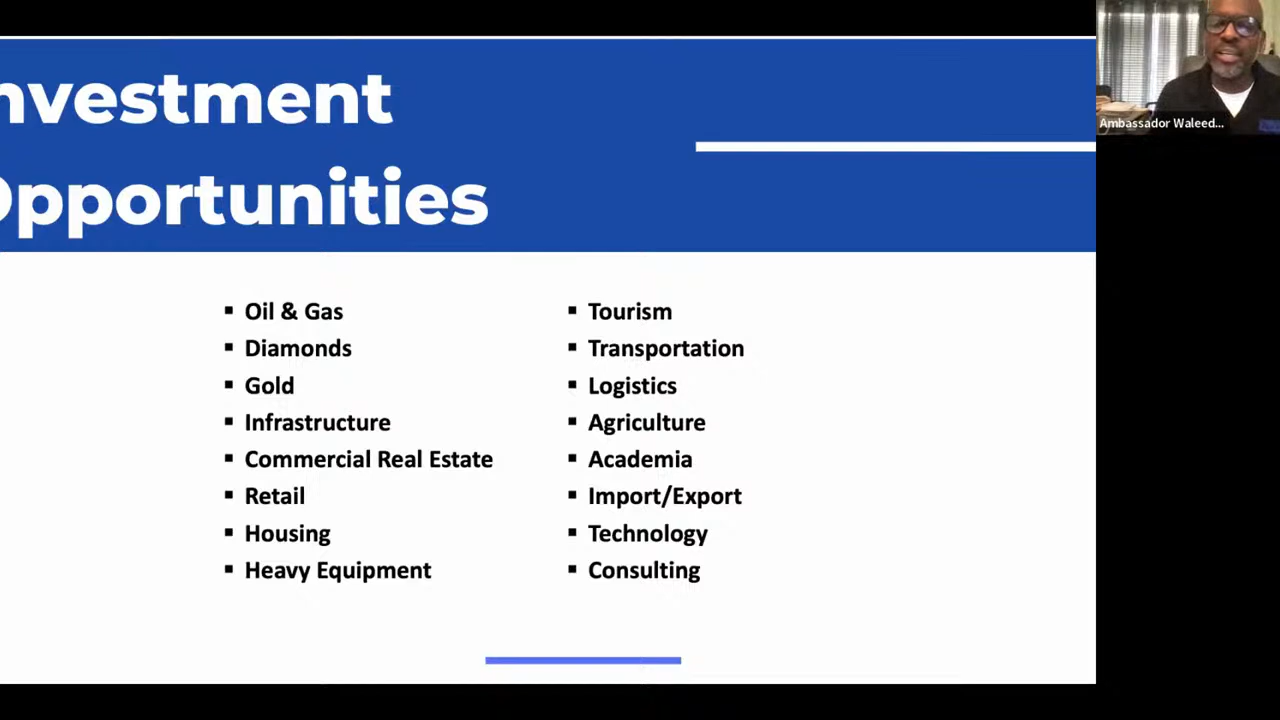 nvestment
Opportunities
▪ Oil & Gas
▪ Diamonds
▪ Gold
▪ Infrastructure
▪ Commercial Real Estate
▪ Retail
▪ Housing
▪ Heavy Equipment
▪ Tourism
▪ Transportation
▪ Logistics
▪ Agriculture
▪ Academia
▪ Import/Export
▪ Technology
▪ Consulting
Ambassador Waleed...